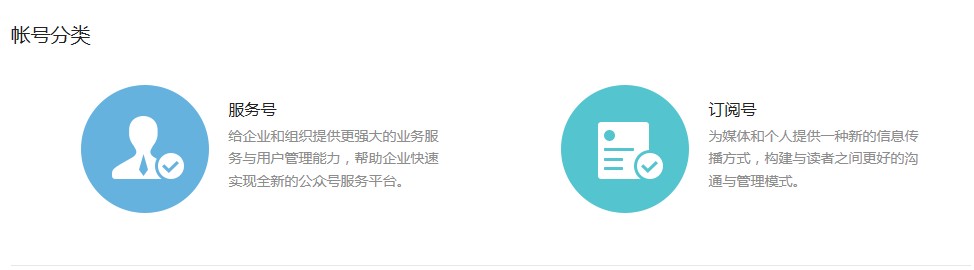 帐号分类
服务号
给企业和组织提供更强大的业务服
务与用户管理能力，帮助企业快速
实现全新的公众号服务平台。
订阅号
为媒体和个人提供一种新的信息传
播方式，构建与读者之间更好的沟
通与管理模式。